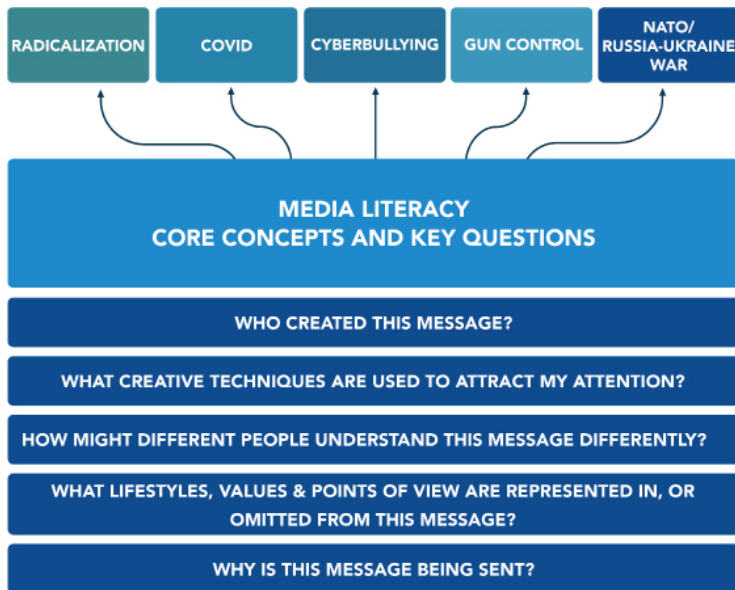 RADICALIZATION
COVID
CYBERBULLYING
GUN CONTROL
NATO/
RUSSIA-UKRAINE
WAR
MEDIA LITERACY
CORE CONCEPTS AND KEY QUESTIONS
WHO CREATED THIS MESSAGE?
WHAT CREATIVE TECHNIQUES ARE USED TO ATTRACT MY ATTENTION?
HOW MIGHT DIFFERENT PEOPLE UNDERSTAND THIS MESSAGE DIFFERENTLY?
WHAT LIFESTYLES, VALUES & POINTS OF VIEW ARE REPRESENTED IN, OR
OMITTED FROM THIS MESSAGE?
WHY IS THIS MESSAGE BEING SENT?